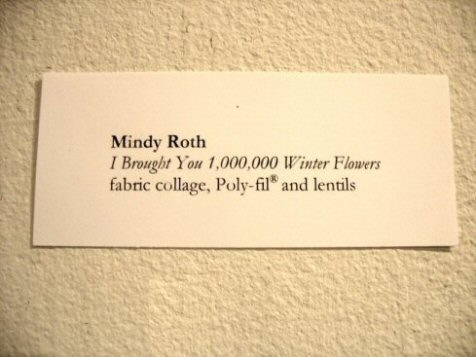 Mindy Roth
I Brought You 1,000,000 Winter Flowers
fabric collage, Poly-fil® and lentils